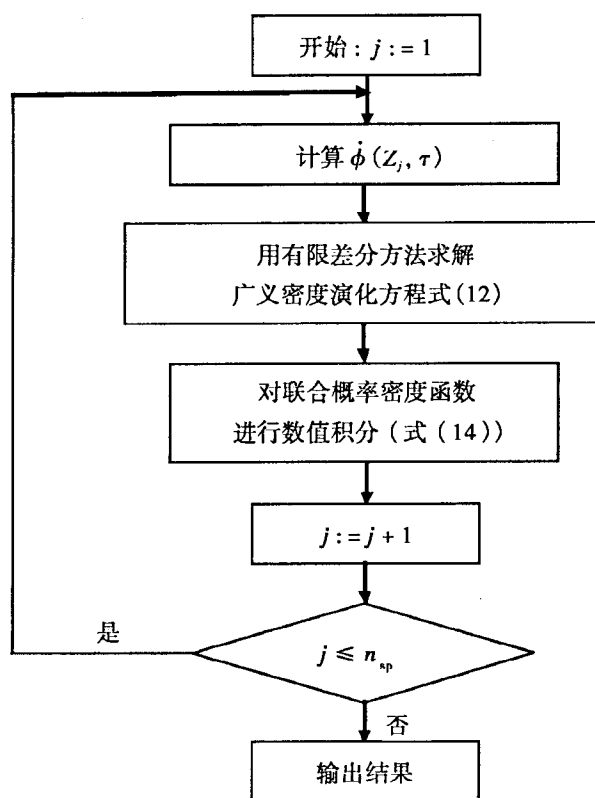 开始: j := 1
计算 φ̇ (Z_j, τ)
用有限差分方法求解
广义密度演化方程式(12)
对联合概率密度函数
进行数值积分 (式 (14))
j := j + 1
是
j ≤ n_sp
否
输出结果